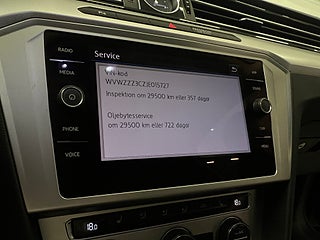 RADIO
MEDIA
PHONE
VOICE
Service
VIN-kod
Inspektion om 29500 km eller 357 dagar
Oljebytesservice
om 29500 km eller 722 dagar
MENU
18.0
18.0